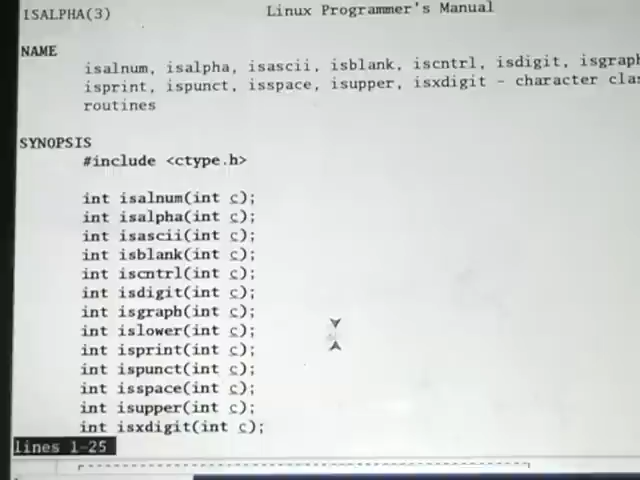 ISALPHA(3) Linux Programmer's Manual
NAME
isalnum, isalpha, isascii, isblank, iscntrl, isdigit, isgraph
isprint, ispunct, isspace, isupper, isxdigit - character clas
routines
SYNOPSIS
#include <ctype.h>
int isalnum(int c);
int isalpha(int c);
int isascii(int c);
int isblank(int c);
int iscntrl(int c);
int isdigit(int c);
int isgraph(int c);
int islower(int c);
int isprint(int c);
int ispunct(int c);
int isspace(int c);
int isupper(int c);
int isxdigit(int c);
lines 1-25